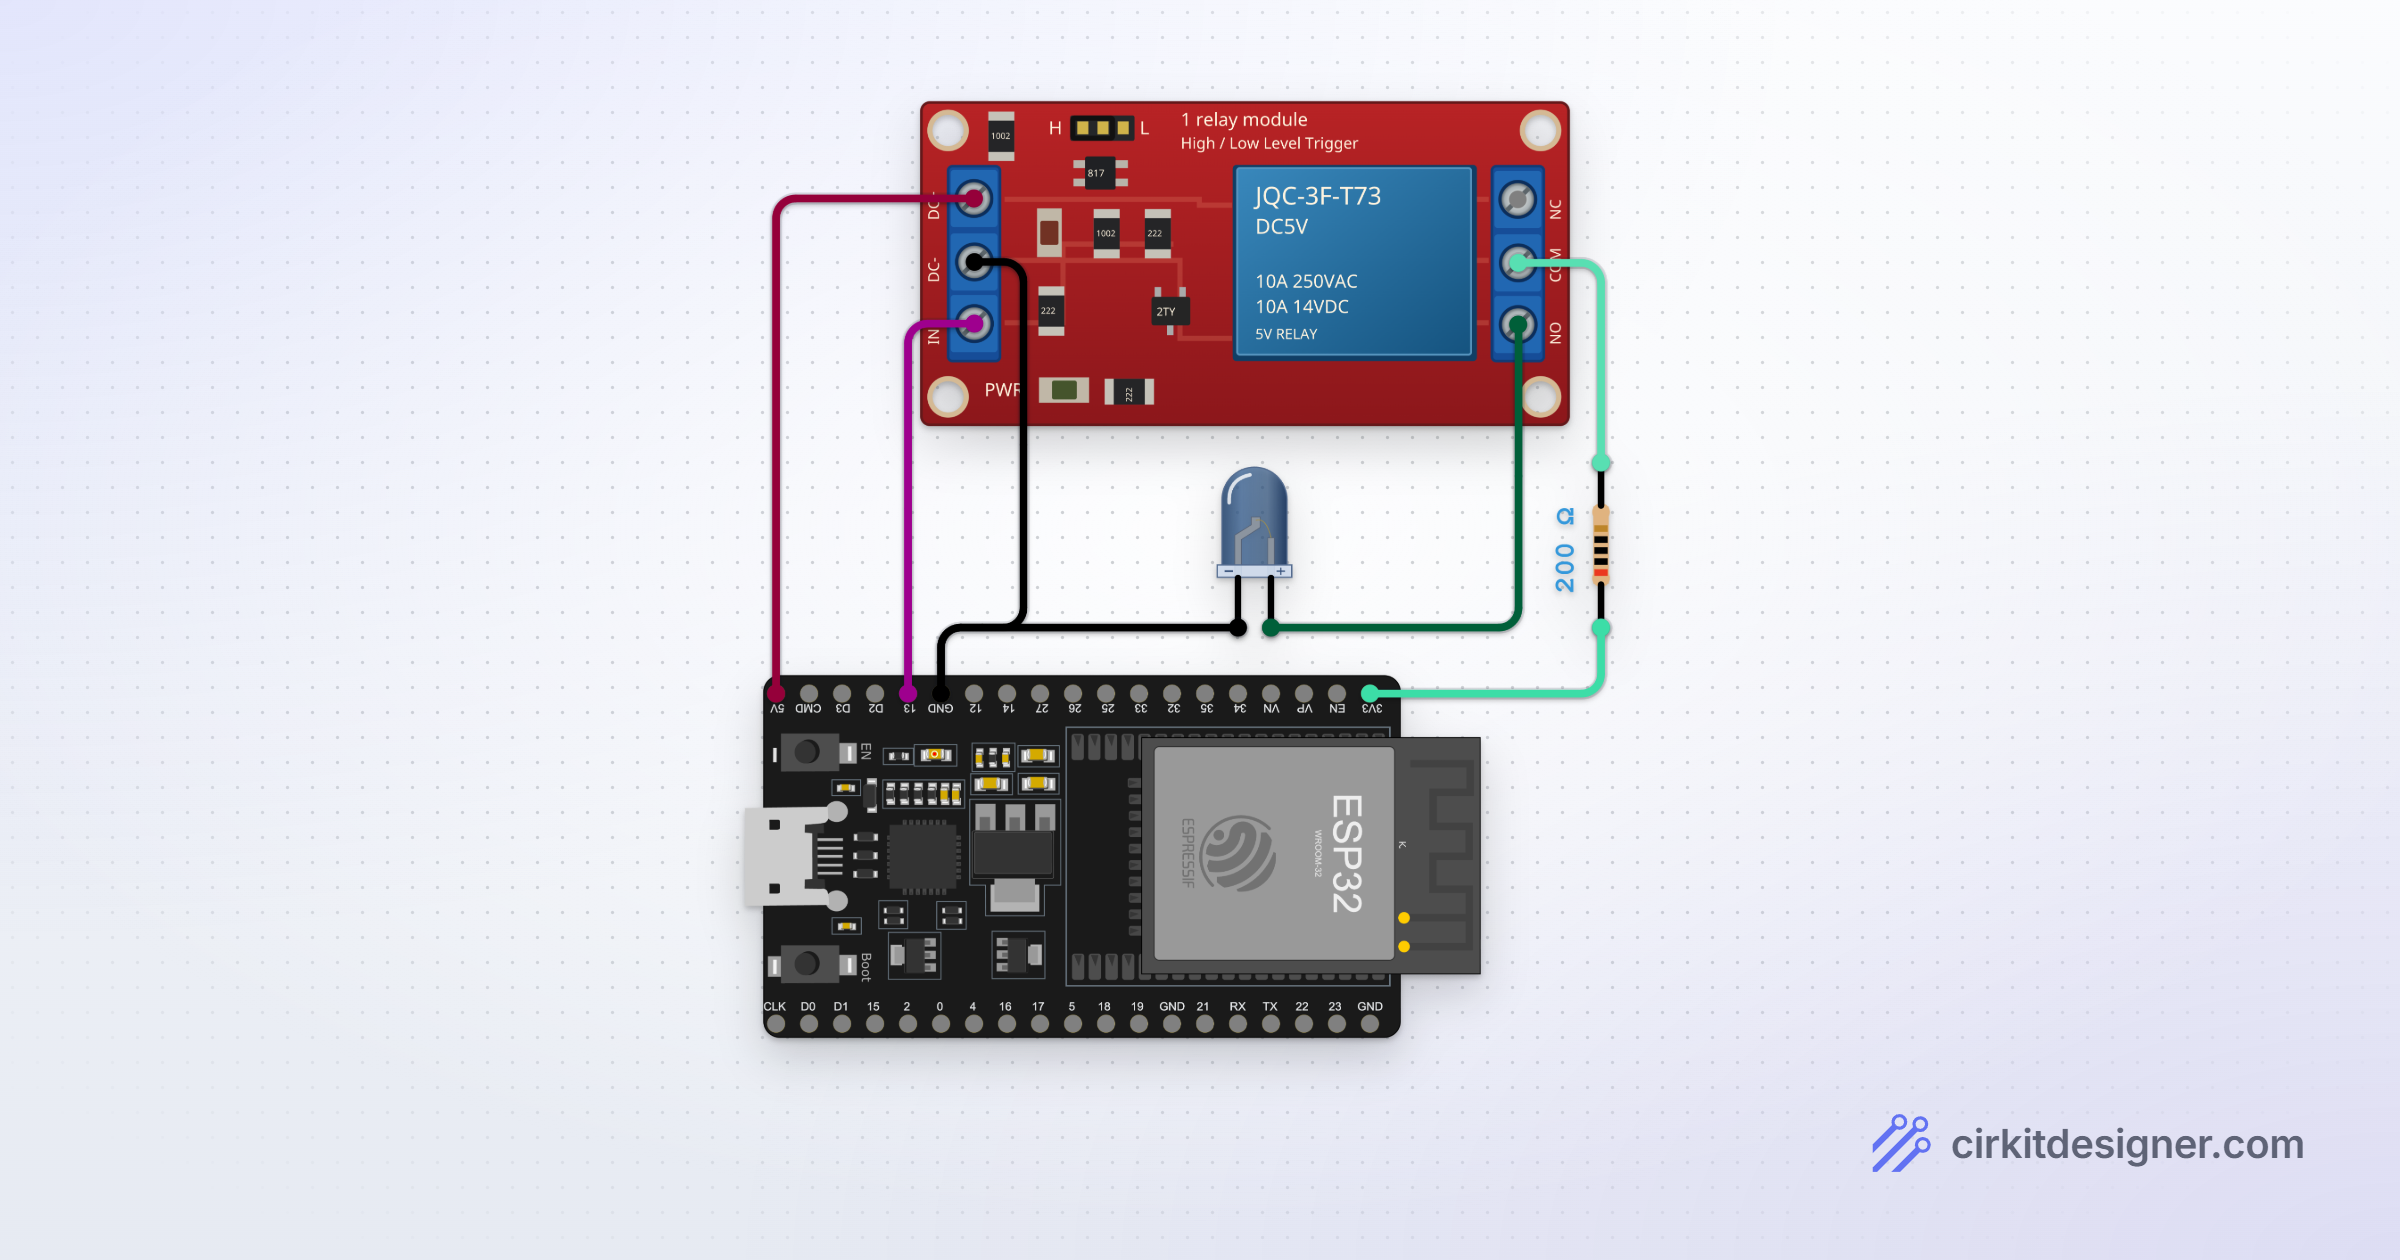 1 relay module
High / Low Level Trigger
H
L
1002
817
DC
DC-
IN
1002
222
222
2TY
222
PWR
JQC-3F-T73
DC5V
10A 250VAC
10A 14VDC
5V RELAY
NC
COM
NO
200 Ω
- +
5V CMD D3 D2 13 GND 12 14 27 26 25 33 32 35 34 VN VP EN 3V3
EN
Boot
ESPRESSIF
WROOM-32
ESP32
K
CLK D0 D1 15 2 0 4 16 17 5 18 19 GND 21 RX TX 22 23 GND
cirkitdesigner.com